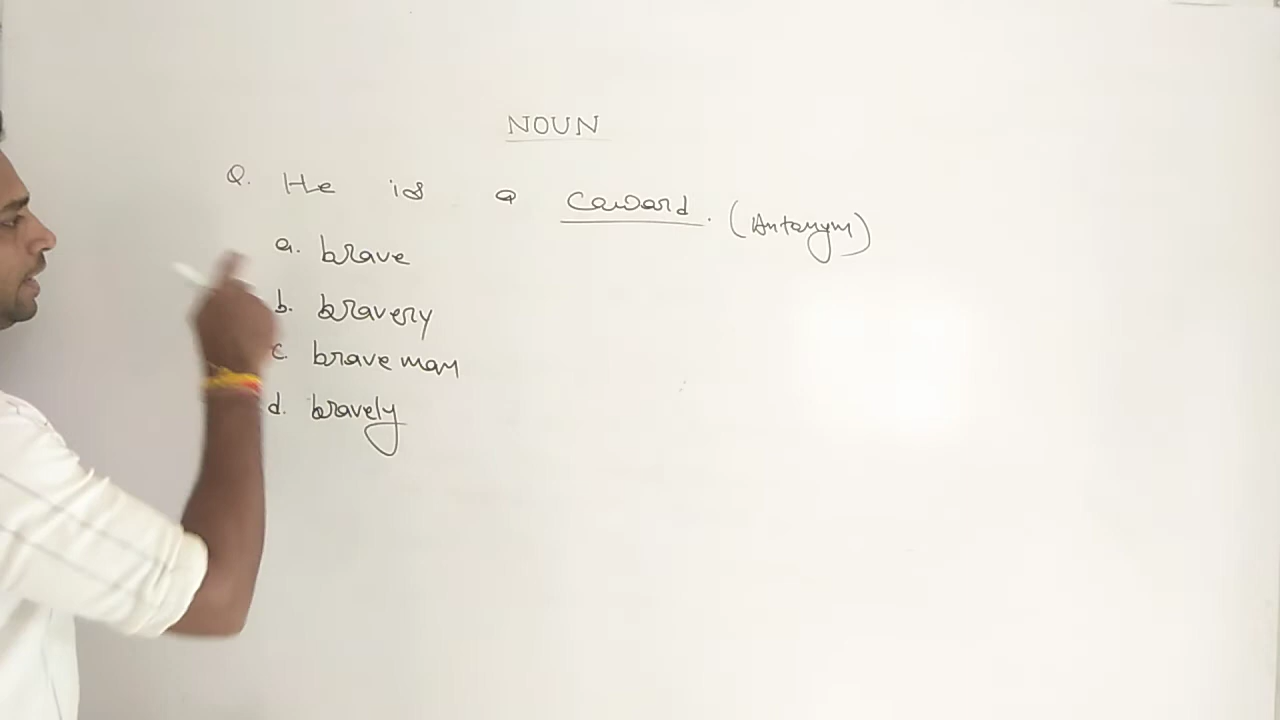 NOUN
Q. He is a coward. (Antonym)
a. brave
b. bravery
c. brave man
d. bravely